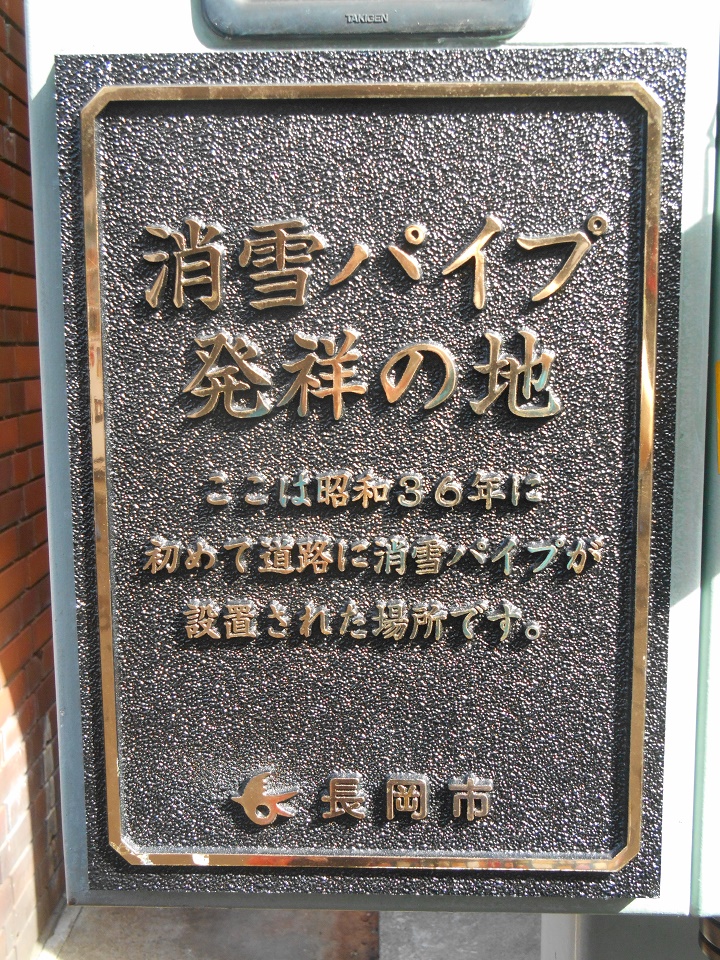 TAKIGEN
消雪パイプ
発祥の地
ここは昭和３６年に
初めて道路に消雪パイプが
設置された場所です。
長岡市